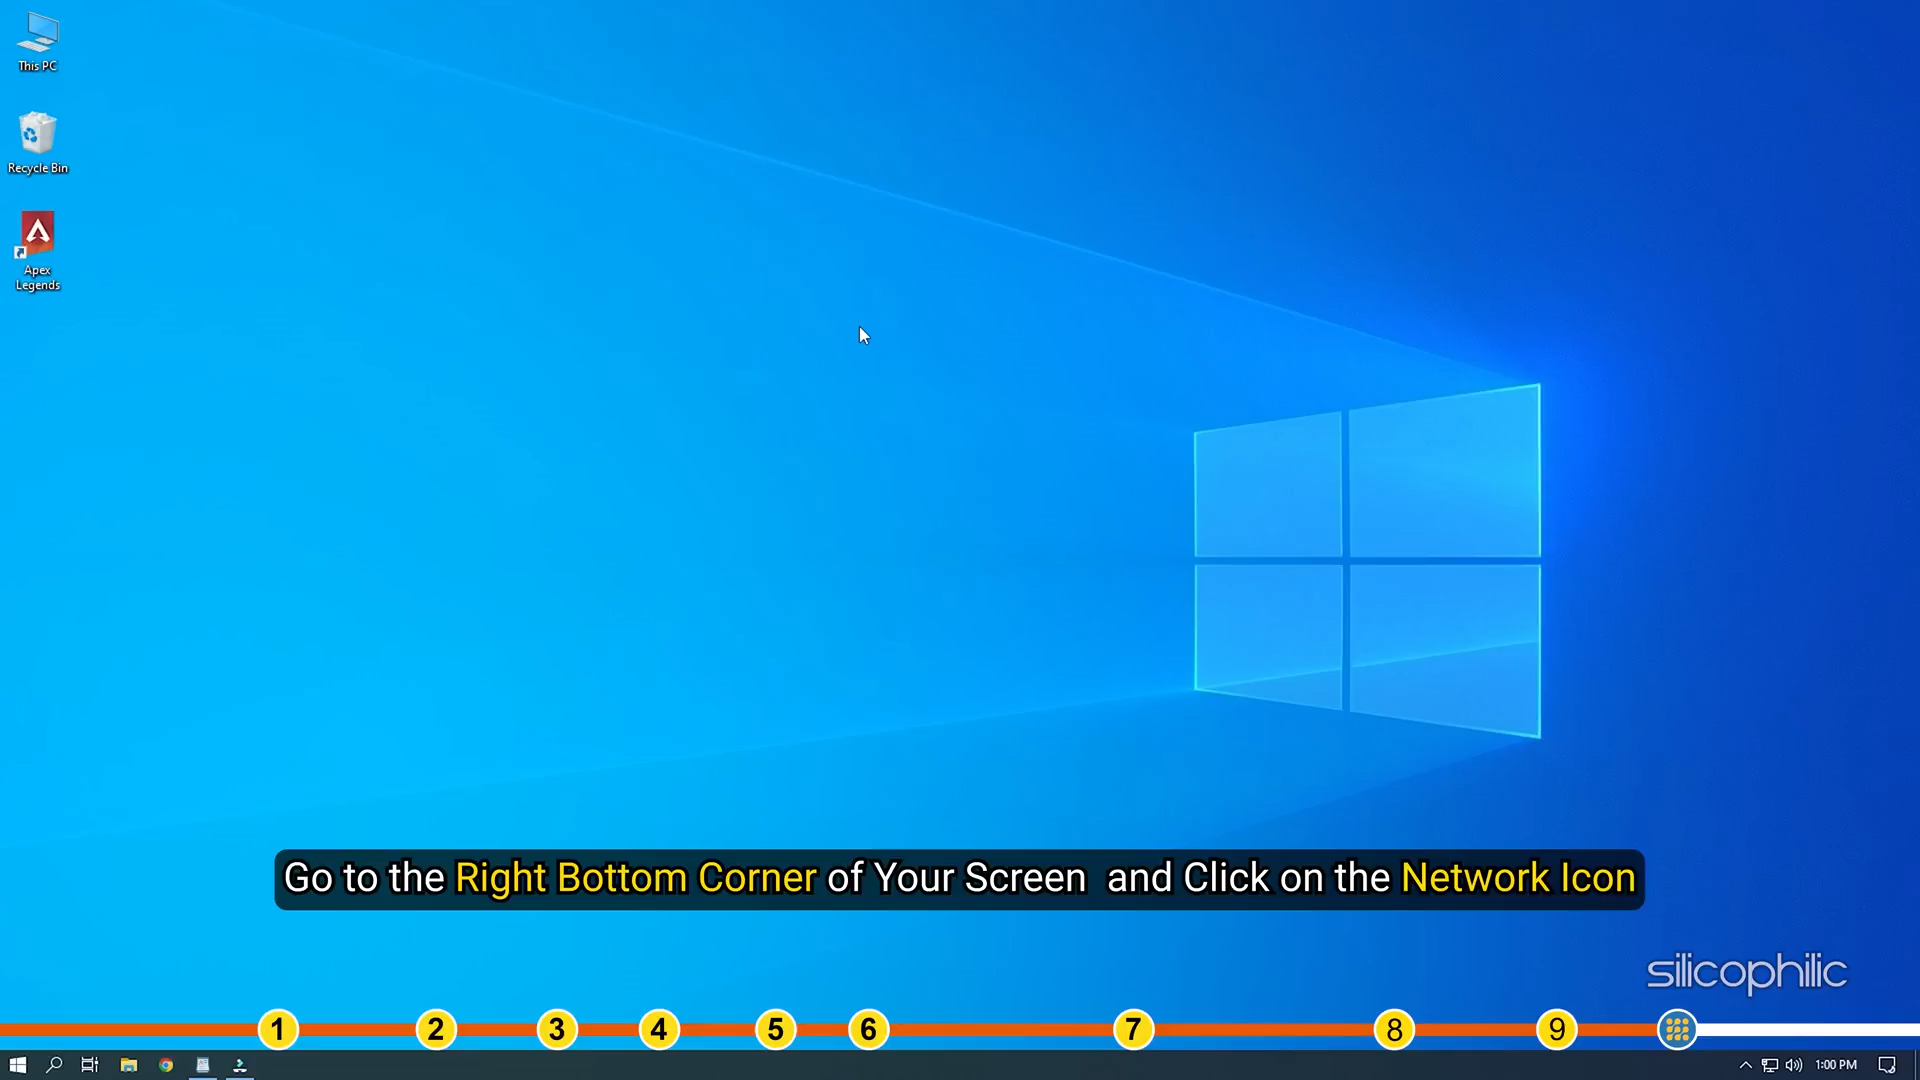 This PC
Recycle Bin
Apex
Legends
Go to the Right Bottom Corner of Your Screen and Click on the Network Icon
silicophilic
1 2 3 4 5 6 7 8 9
1:00 PM